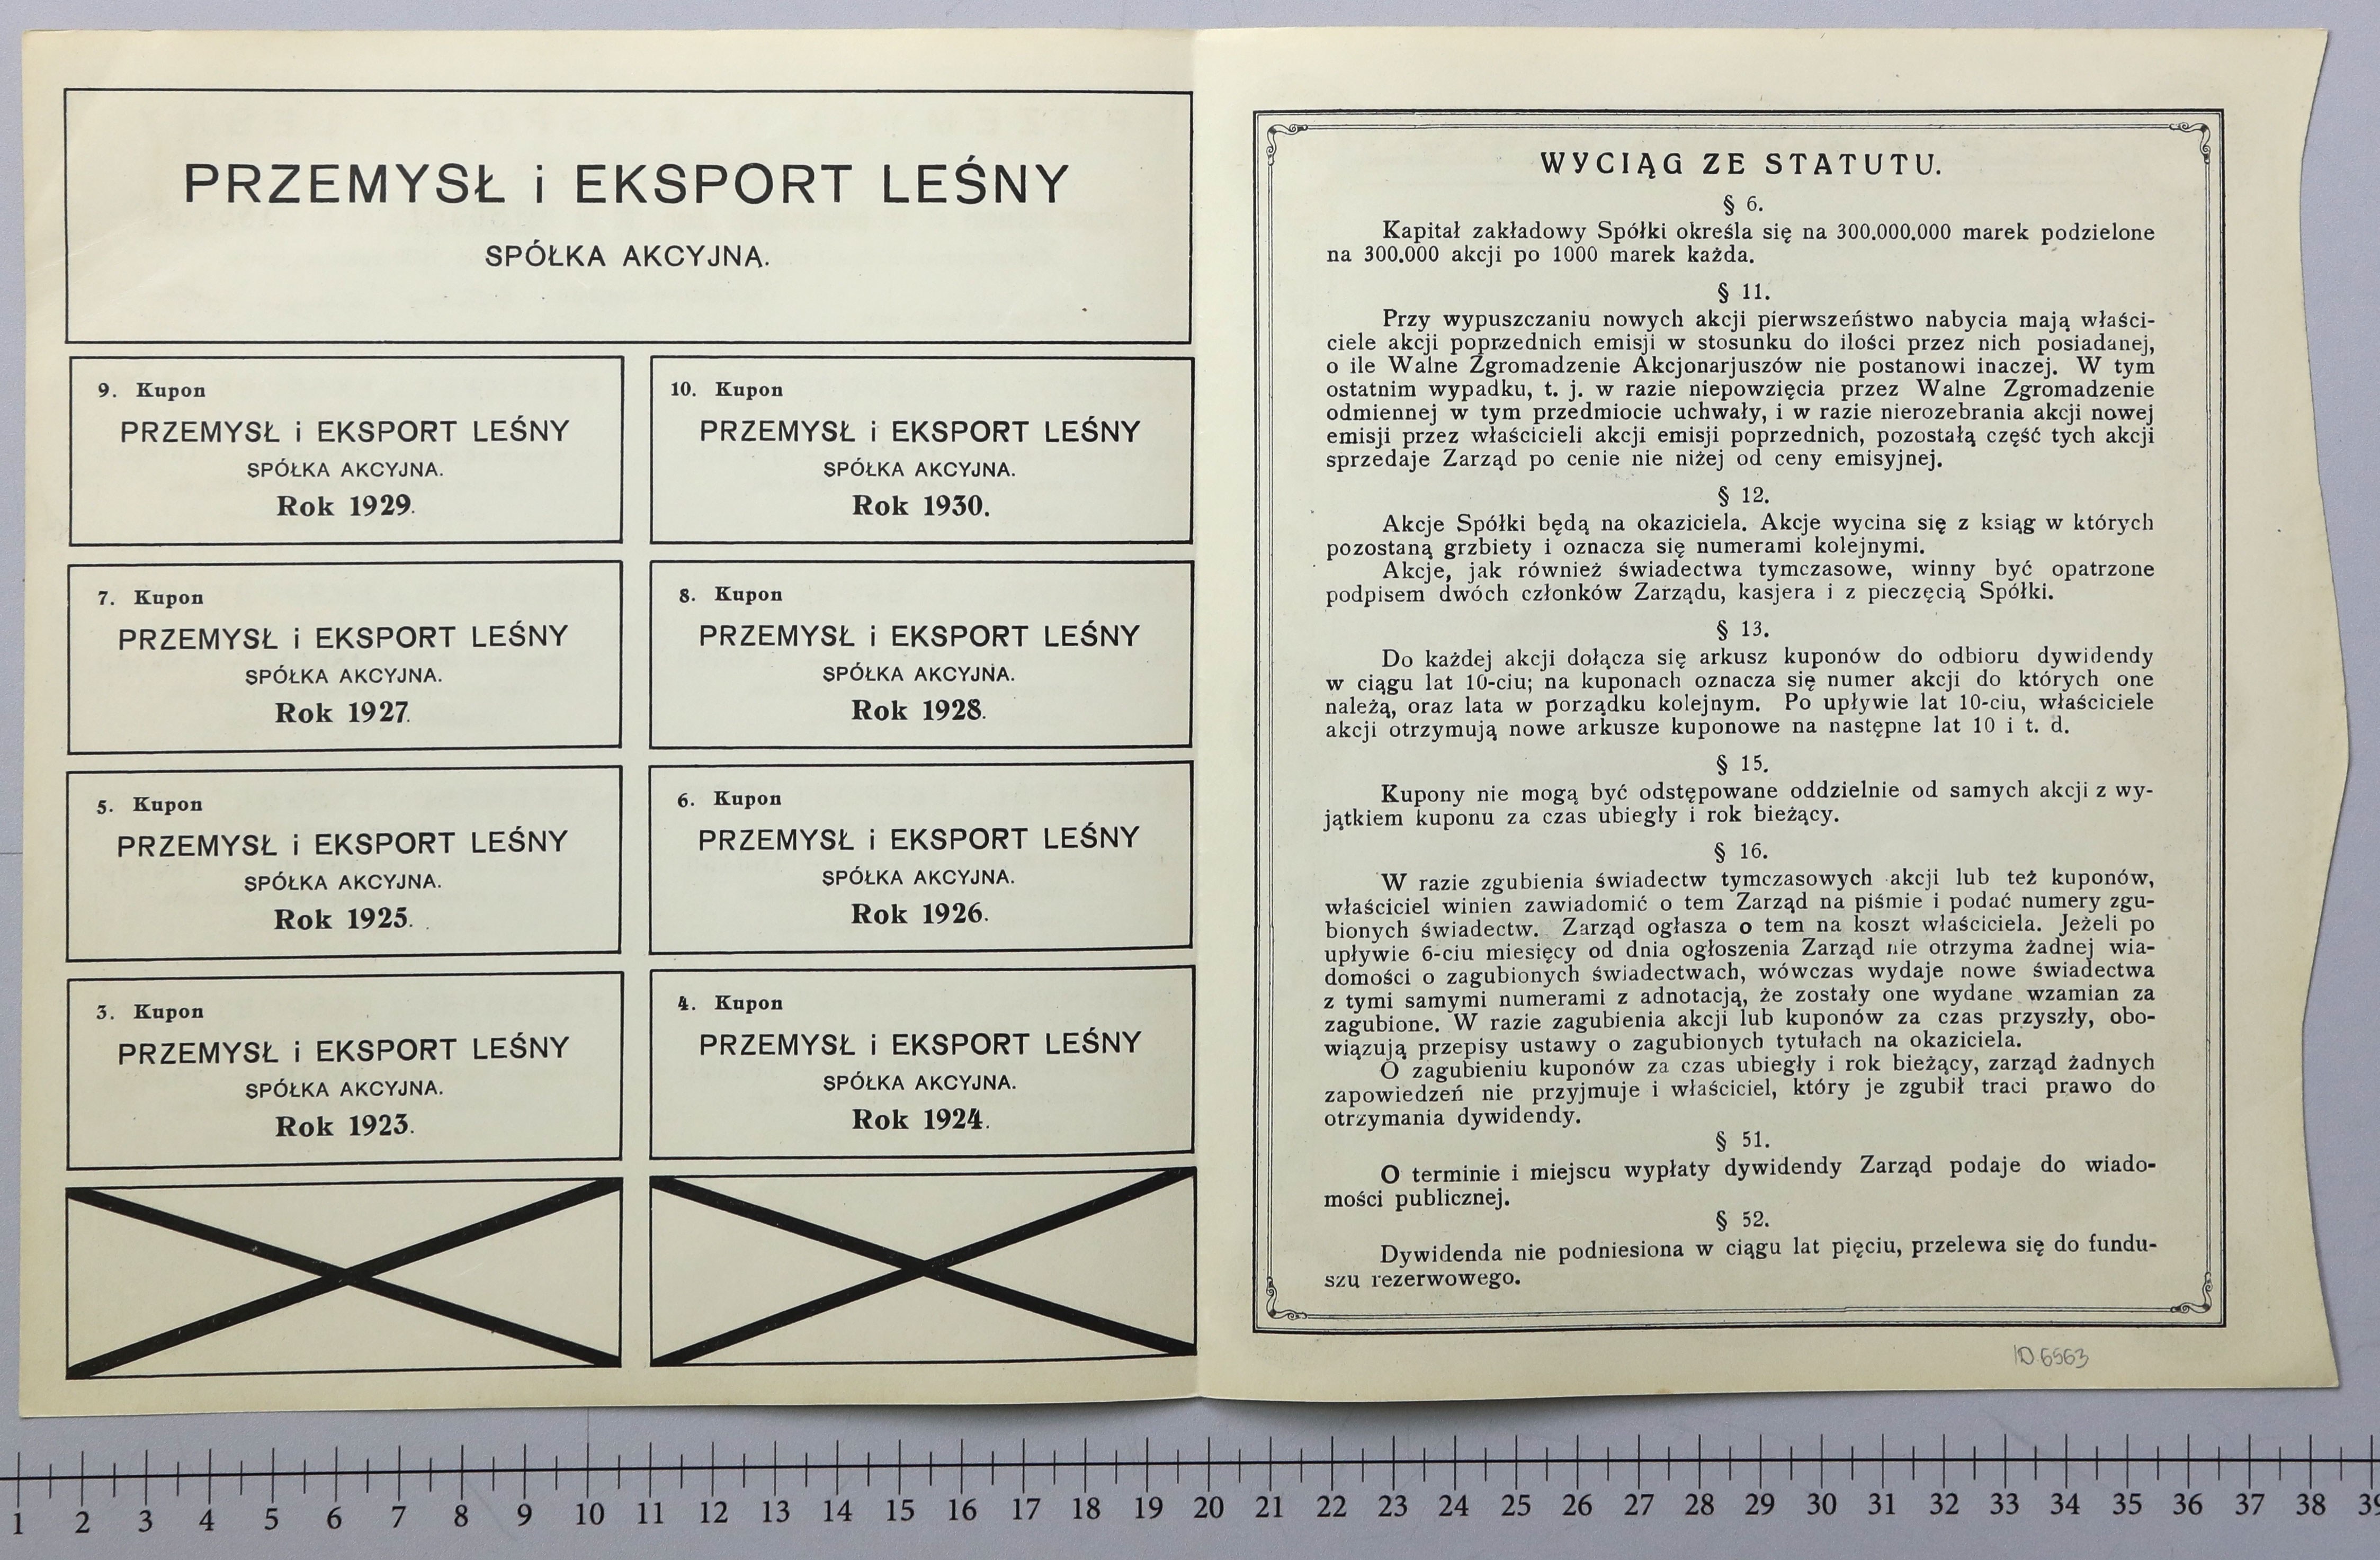 PRZEMYSŁ i EKSPORT LEŚNY
SPÓŁKA AKCYJNA.
9. Kupon
PRZEMYSŁ i EKSPORT LEŚNY
SPÓŁKA AKCYJNA.
Rok 1929.
10. Kupon
PRZEMYSŁ i EKSPORT LEŚNY
SPÓŁKA AKCYJNA.
Rok 1930.
7. Kupon
PRZEMYSŁ i EKSPORT LEŚNY
SPÓŁKA AKCYJNA.
Rok 1927.
8. Kupon
PRZEMYSŁ i EKSPORT LEŚNY
SPÓŁKA AKCYJNA.
Rok 1928.
5. Kupon
PRZEMYSŁ i EKSPORT LEŚNY
SPÓŁKA AKCYJNA.
Rok 1925.
6. Kupon
PRZEMYSŁ i EKSPORT LEŚNY
SPÓŁKA AKCYJNA.
Rok 1926.
3. Kupon
PRZEMYSŁ i EKSPORT LEŚNY
SPÓŁKA AKCYJNA.
Rok 1923.
4. Kupon
PRZEMYSŁ i EKSPORT LEŚNY
SPÓŁKA AKCYJNA.
Rok 1924.
WYCIĄG ZE STATUTU.
§ 6.
Kapitał zakładowy Spółki określa się na 300.000.000 marek podzielone
na 300.000 akcji po 1000 marek każda.
§ 11.
Przy wypuszczaniu nowych akcji pierwszeństwo nabycia mają właści-
ciele akcji poprzednich emisji w stosunku do ilości przez nich posiadanej,
o ile Walne Zgromadzenie Akcjonarjuszów nie postanowi inaczej. W tym
ostatnim wypadku, t. j. w razie niepowzięcia przez Walne Zgromadzenie
odmiennej w tym przedmiocie uchwały, i w razie nierozebrania akcji nowej
emisji przez właścicieli akcji emisji poprzednich, pozostałą część tych akcji
sprzedaje Zarząd po cenie nie niżej od ceny emisyjnej.
§ 12.
Akcje Spółki będą na okaziciela. Akcje wycina się z ksiąg w których
pozostaną grzbiety i oznacza się numerami kolejnymi.
Akcje, jak również świadectwa tymczasowe, winny być opatrzone
podpisem dwóch członków Zarządu, kasjera i z pieczęcią Spółki.
§ 13.
Do każdej akcji dołącza się arkusz kuponów do odbioru dywidendy
w ciągu lat 10-ciu; na kuponach oznacza się numer akcji do których one
należą, oraz lata w porządku kolejnym. Po upływie lat 10-ciu, właściciele
akcji otrzymują nowe arkusze kuponowe na następne lat 10 i t. d.
§ 15.
Kupony nie mogą być odstępowane oddzielnie od samych akcji z wy-
jątkiem kuponu za czas ubiegły i rok bieżący.
§ 16.
W razie zgubienia świadectw tymczasowych akcji lub też kuponów,
właściciel winien zawiadomić o tem Zarząd na piśmie i podać numery zgu-
bionych świadectw. Zarząd ogłasza o tem na koszt właściciela. Jeżeli po
upływie 6-ciu miesięcy od dnia ogłoszenia Zarząd nie otrzyma żadnej wia-
domości o zagubionych świadectwach, wówczas wydaje nowe świadectwa
z tymi samymi numerami z adnotacją, że zostały one wydane wzamian za
zagubione. W razie zagubienia akcji lub kuponów za czas przyszły, obo-
wiązują przepisy ustawy o zagubionych tytułach na okaziciela.
O zagubieniu kuponów za czas ubiegły i rok bieżący, zarząd żadnych
zapowiedzeń nie przyjmuje i właściciel, który je zgubił traci prawo do
otrzymania dywidendy.
§ 51.
O terminie i miejscu wypłaty dywidendy Zarząd podaje do wiado-
mości publicznej.
§ 52.
Dywidenda nie podniesiona w ciągu lat pięciu, przelewa się do fundu-
szu rezerwowego.
ID.6563
1 2 3 4 5 6 7 8 9 10 11 12 13 14 15 16 17 18 19 20 21 22 23 24 25 26 27 28 29 30 31 32 33 34 35 36 37 38 39